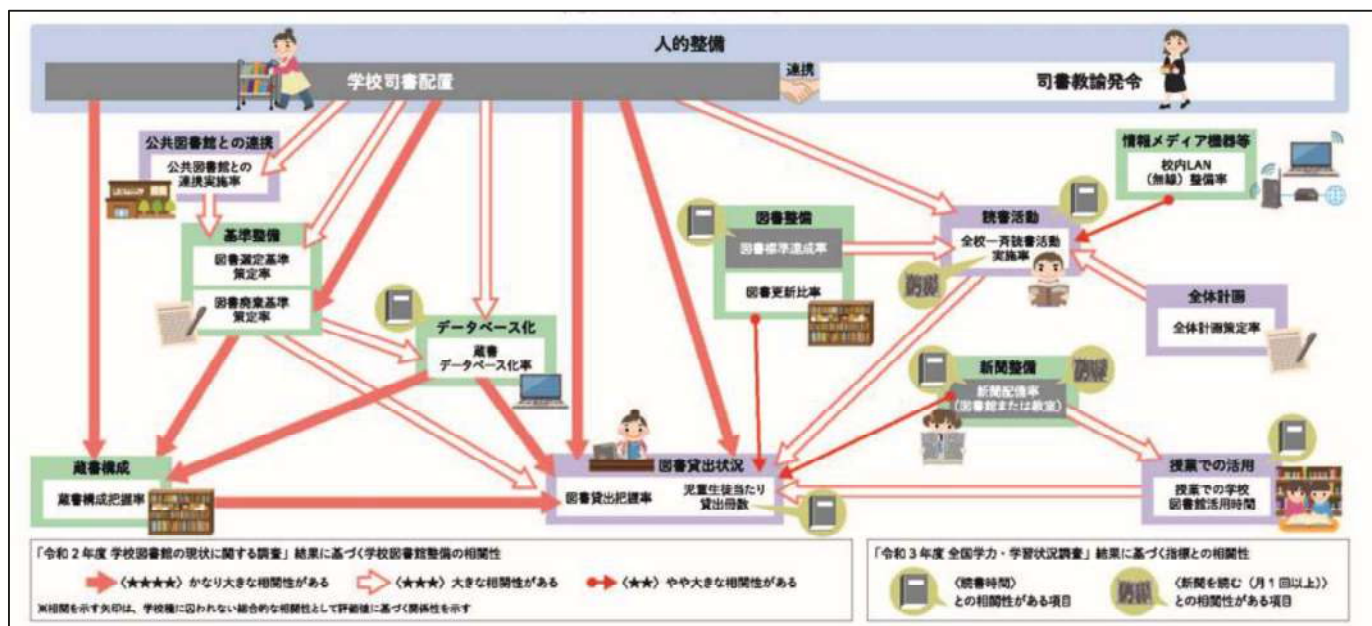 人的整備
学校司書配置
連携
司書教諭発令
公共図書館との連携
公共図書館との
連携実施率
情報メディア機器等
校内LAN
（無線）整備率
基準整備
図書選定基準
策定率
図書廃棄基準
策定率
図書整備
図書標準達成率
図書更新比率
読書活動
全校一斉読書活動
実施率
全体計画
全体計画策定率
データベース化
蔵書
データベース化率
新聞整備
新聞配備率
（図書館または教室）
蔵書構成
蔵書構成把握率
図書貸出状況
図書貸出把握率
児童生徒当たり
貸出冊数
授業での活用
授業での学校
図書館活用時間
「令和２年度 学校図書館の現状に関する調査」結果に基づく学校図書館整備の相関性
〈★★★★〉かなり大きな相関性がある
〈★★★〉大きな相関性がある
〈★★〉やや大きな相関性がある
※相関を示す矢印は、学校種に囚われない総合的な相関性として評価値に基づく関係性を示す
「令和３年度 全国学力・学習状況調査」結果に基づく指標との相関性
〈読書時間〉
との相関性がある項目
〈新聞を読む（月１回以上）〉
との相関性がある項目